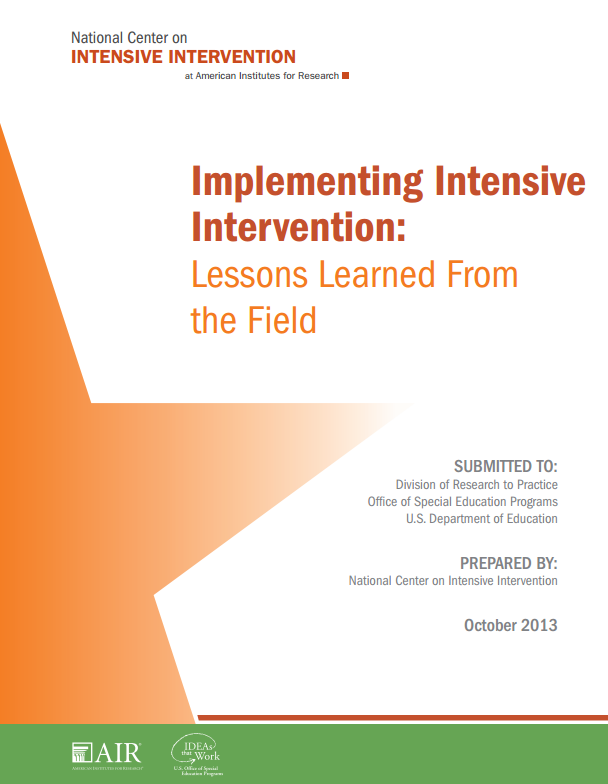 National Center on
INTENSIVE INTERVENTION
at American Institutes for Research
Implementing Intensive
Intervention:
Lessons Learned From
the Field
SUBMITTED TO:
Division of Research to Practice
Office of Special Education Programs
U.S. Department of Education
PREPARED BY:
National Center on Intensive Intervention
October 2013
AIR
AMERICAN INSTITUTES FOR RESEARCH
IDEAs
that Work
U.S. Office of Special
Education Programs